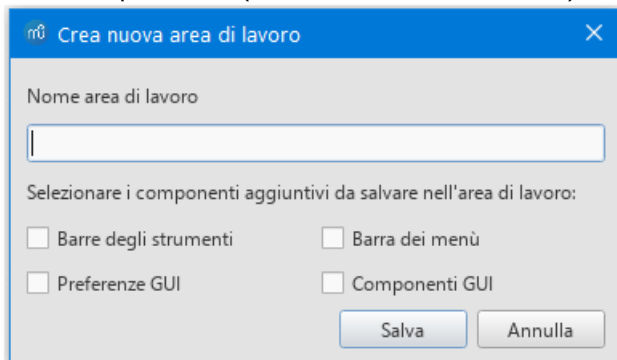 Crea nuova area di lavoro
Nome area di lavoro
Selezionare i componenti aggiuntivi da salvare nell'area di lavoro:
Barre degli strumenti
Barra dei menù
Preferenze GUI
Componenti GUI
Salva
Annulla